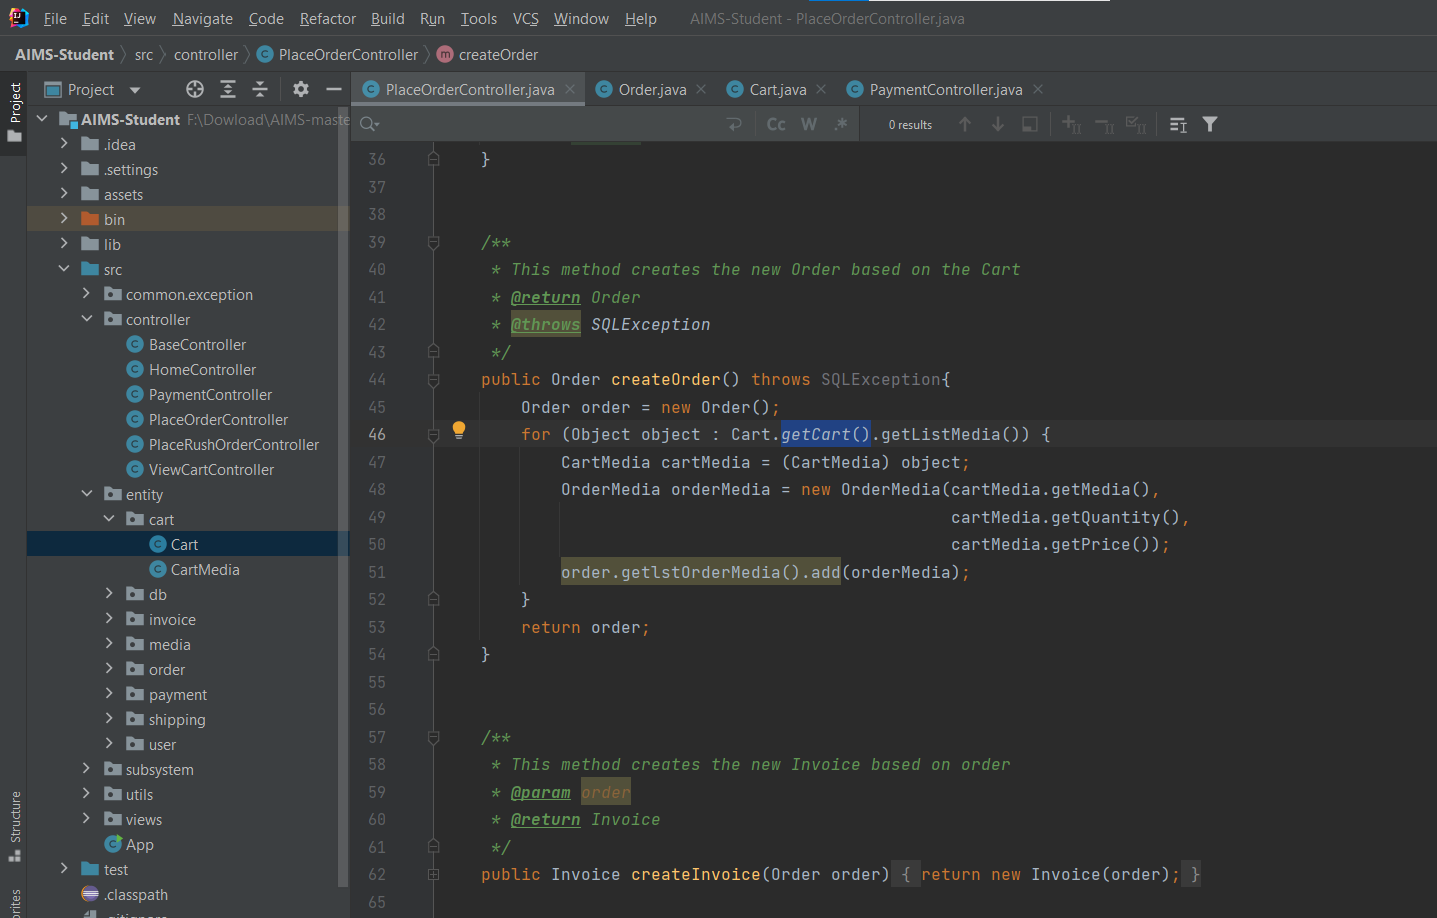 File Edit View Navigate Code Refactor Build Run Tools VCS Window Help AIMS-Student - PlaceOrderController.java
AIMS-Student src controller PlaceOrderController createOrder
Project
Project
PlaceOrderController.java Order.java Cart.java PaymentController.java
Cc W .* 0 results
AIMS-Student F:\Dowload\AIMS-maste
.idea
.settings
assets
bin
lib
src
common.exception
controller
BaseController
HomeController
PaymentController
PlaceOrderController
PlaceRushOrderController
ViewCartController
entity
cart
Cart
CartMedia
db
invoice
media
order
payment
shipping
user
subsystem
utils
views
App
test
.classpath
.gitignore
Structure
36 }
37
38
39 /**
40 * This method creates the new Order based on the Cart
41 * @return Order
42 * @throws SQLException
43 */
44 public Order createOrder() throws SQLException{
45 Order order = new Order();
46 for (Object object : Cart.getCart().getListMedia()) {
47 CartMedia cartMedia = (CartMedia) object;
48 OrderMedia orderMedia = new OrderMedia(cartMedia.getMedia(),
49 cartMedia.getQuantity(),
50 cartMedia.getPrice());
51 order.getlstOrderMedia().add(orderMedia);
52 }
53 return order;
54 }
55
56
57 /**
58 * This method creates the new Invoice based on order
59 * @param order
60 * @return Invoice
61 */
62 public Invoice createInvoice(Order order) { return new Invoice(order); }
65